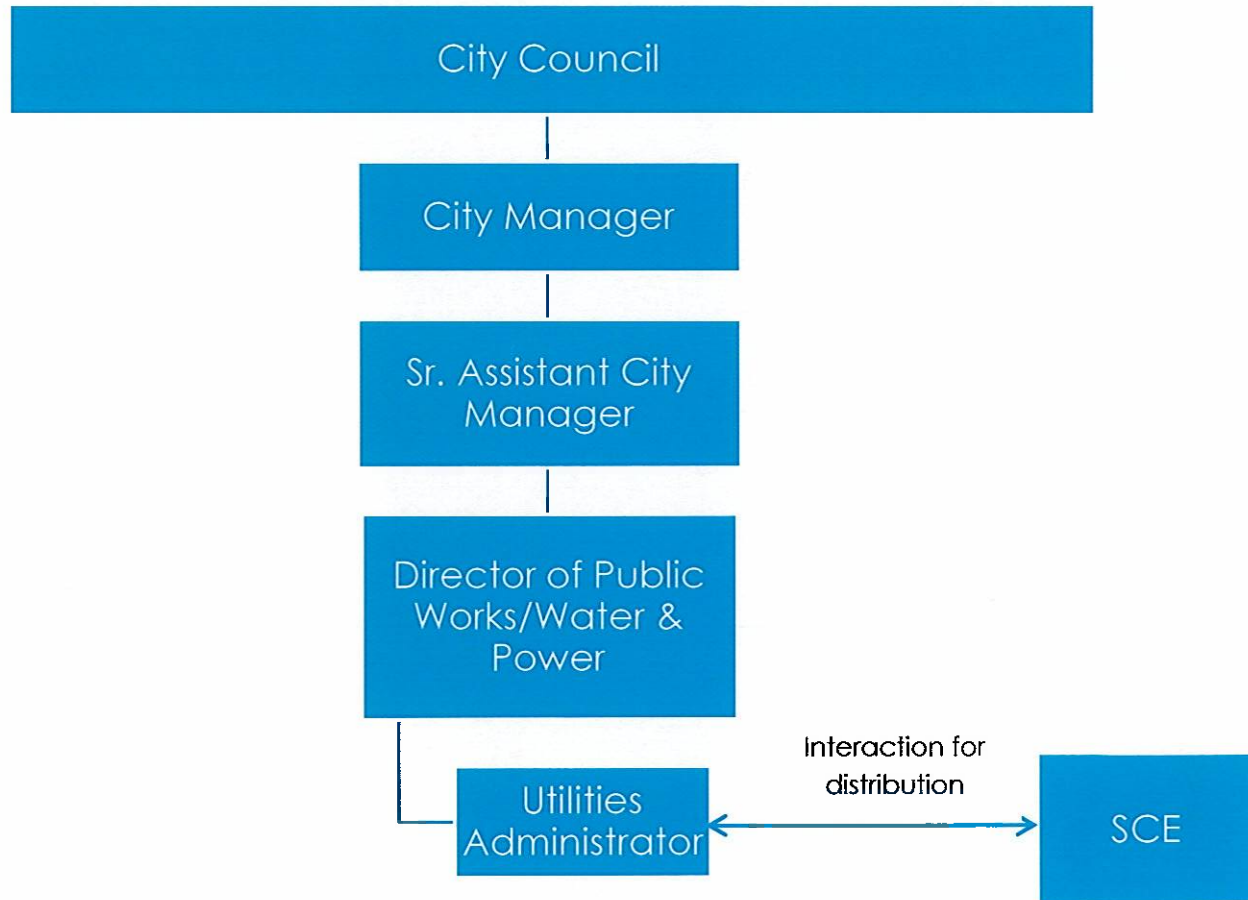 City Council
City Manager
Sr. Assistant City
Manager
Director of Public
Works/Water &
Power
Interaction for
distribution
Utilities
Administrator
SCE